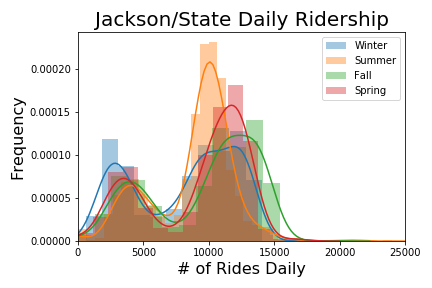 Jackson/State Daily Ridership
Winter
Summer
Fall
Spring
Frequency
0.00020
0.00015
0.00010
0.00005
0.00000
0 5000 10000 15000 20000 25000
# of Rides Daily